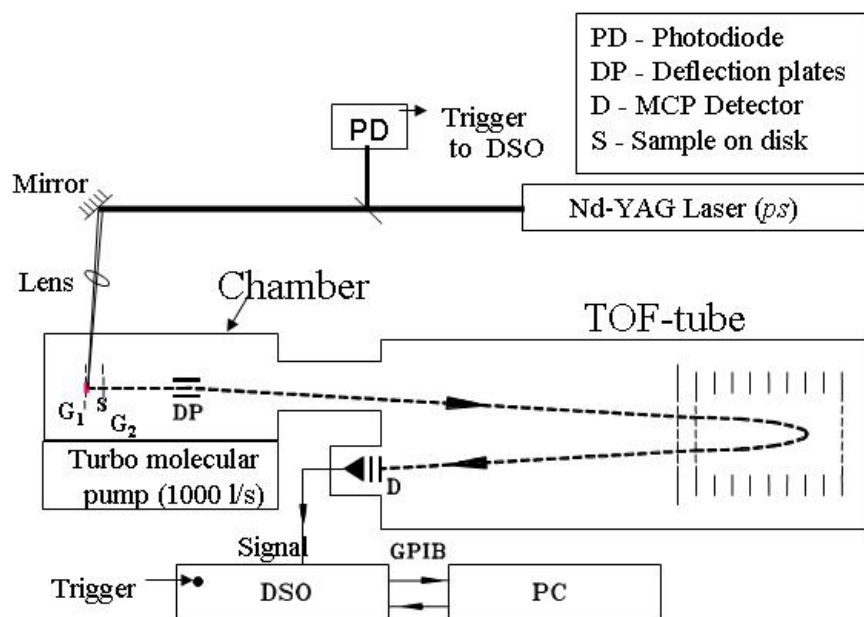 PD - Photodiode
DP - Deflection plates
D - MCP Detector
S - Sample on disk
PD
Trigger
to DSO
Mirror
Nd-YAG Laser (ps)
Lens
Chamber
TOF-tube
G1
S
G2
DP
Turbo molecular
pump (1000 l/s)
D
Signal
GPIB
Trigger
DSO
PC